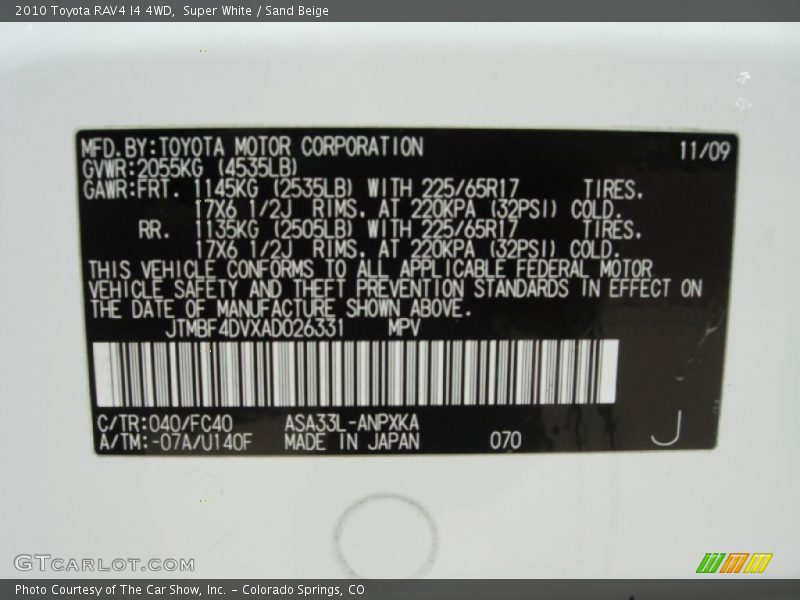 2010 Toyota RAV4 I4 4WD,  Super White / Sand Beige
MFD.BY:TOYOTA MOTOR CORPORATION 11/09
GVWR:2055KG (4535LB)
GAWR:FRT. 1145KG (2535LB) WITH 225/65R17 TIRES.
17X6 1/2J RIMS. AT 220KPA (32PSI) COLD.
RR. 1135KG (2505LB) WITH 225/65R17 TIRES.
17X6 1/2J RIMS. AT 220KPA (32PSI) COLD.
THIS VEHICLE CONFORMS TO ALL APPLICABLE FEDERAL MOTOR
VEHICLE SAFETY AND THEFT PREVENTION STANDARDS IN EFFECT ON
THE DATE OF MANUFACTURE SHOWN ABOVE.
JTMBF4DVXAD026331 MPV
C/TR:040/FC40 ASA33L-ANPXKA
A/TM:-07A/U140F MADE IN JAPAN 070 J
GTCARLOT.COM
Photo Courtesy of The Car Show, Inc. – Colorado Springs, CO